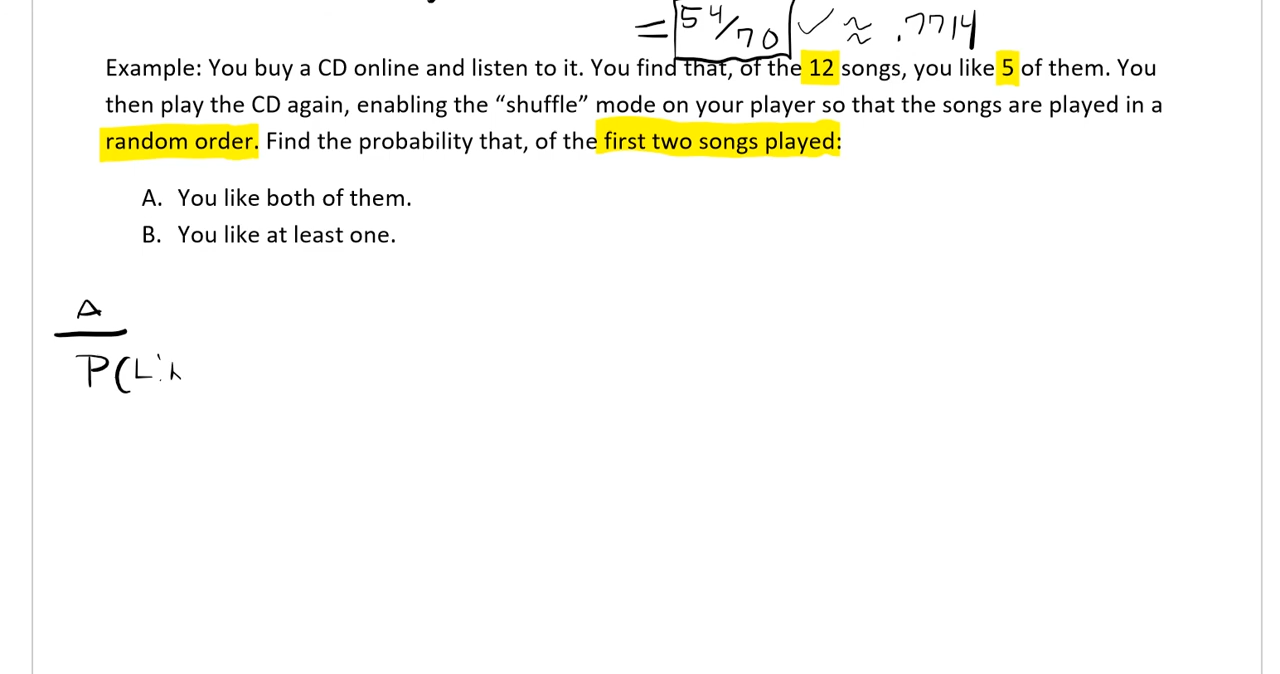 = 54/70 ✓ ≈ .7714
Example: You buy a CD online and listen to it. You find that, of the 12 songs, you like 5 of them. You
then play the CD again, enabling the “shuffle” mode on your player so that the songs are played in a
random order. Find the probability that, of the first two songs played:
A. You like both of them.
B. You like at least one.
A
P(Lik